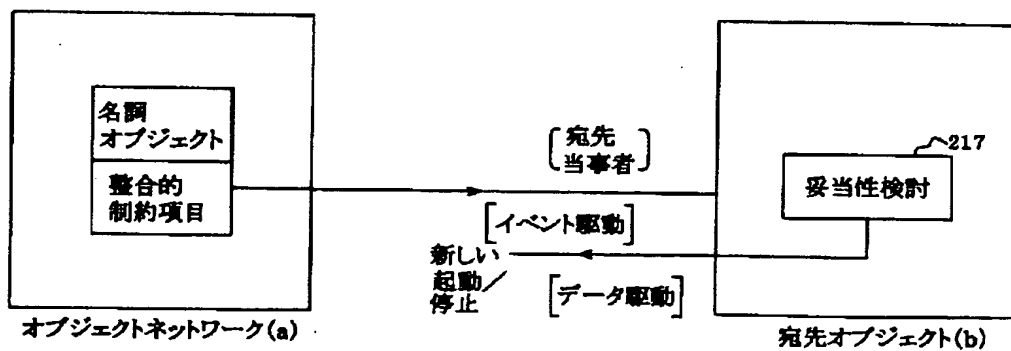 名詞
オブジェクト
整合的
制約項目
オブジェクトネットワーク(a)
宛先
当事者
[イベント駆動]
新しい
起動/
停止
[データ駆動]
217
妥当性検討
宛先オブジェクト(b)